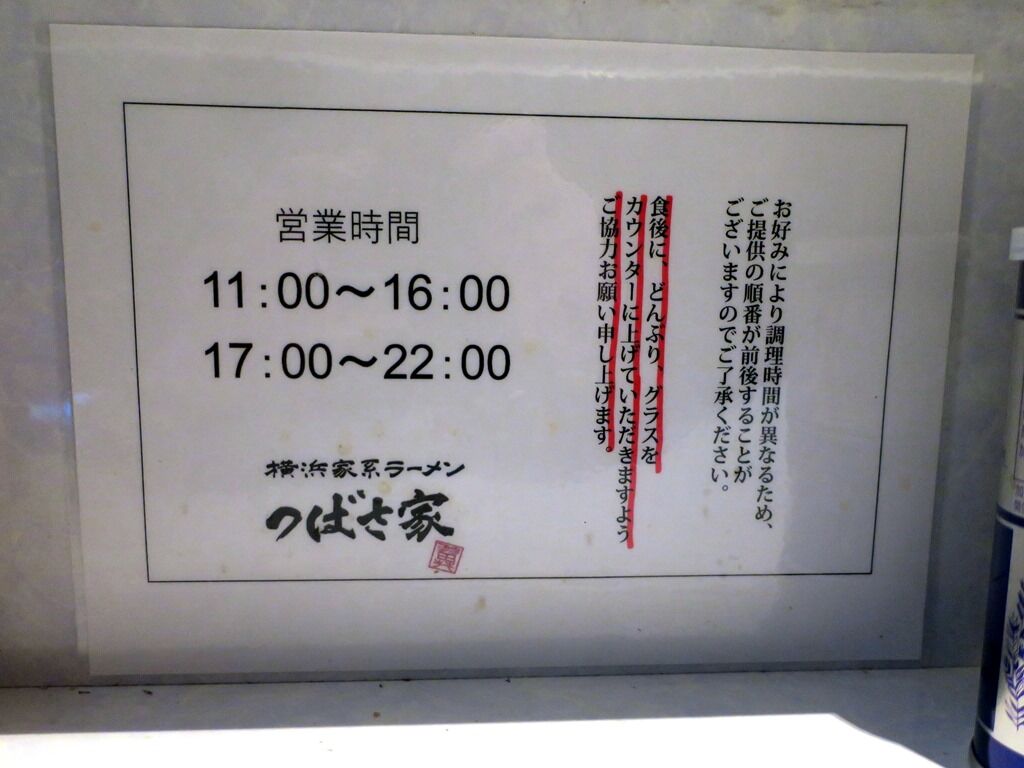 お好みにより調理時間が異なるため、
ご提供の順番が前後することが
ございますのでご了承ください。
食後に、どんぶり、グラスを
カウンターに上げていただきますよう
ご協力お願い申し上げます。
営業時間
11:00～16:00
17:00～22:00
横浜家系ラーメン
つばさ家
翼